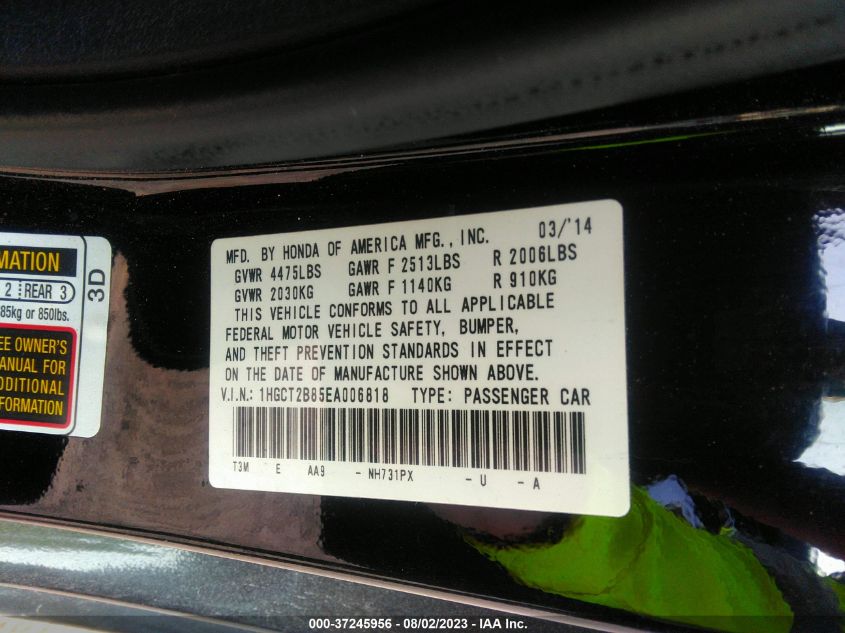 MATION
2 REAR 3
85kg or 850lbs.
EE OWNER'S
MANUAL FOR
DDITIONAL
FORMATION
3D
MFD. BY HONDA OF AMERICA MFG., INC. 03/'14
GVWR 4475LBS GAWR F 2513LBS R 2006LBS
GVWR 2030KG GAWR F 1140KG R 910KG
THIS VEHICLE CONFORMS TO ALL APPLICABLE
FEDERAL MOTOR VEHICLE SAFETY, BUMPER,
AND THEFT PREVENTION STANDARDS IN EFFECT
ON THE DATE OF MANUFACTURE SHOWN ABOVE.
V.I.N.: 1HGCT2B85EA006818 TYPE: PASSENGER CAR
T3M E AA9 - NH731PX - U - A
000-37245956 - 08/02/2023 - IAA Inc.